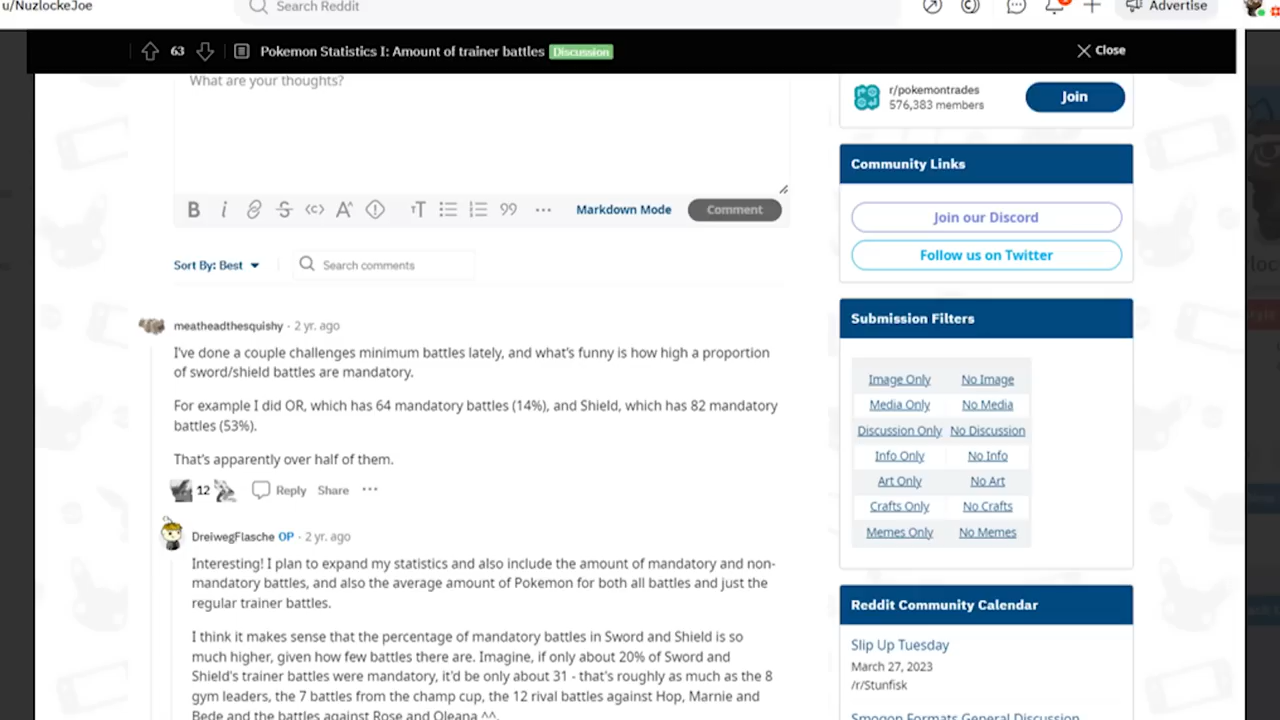 u/NuzlockeJoe
Search Reddit
Advertise
63
Pokemon Statistics I: Amount of trainer battles
Discussion
Close
What are your thoughts?
Markdown Mode
Comment
Sort By: Best
Search comments
meatheadthesquishy · 2 yr. ago
I've done a couple challenges minimum battles lately, and what's funny is how high a proportion
of sword/shield battles are mandatory.
For example I did OR, which has 64 mandatory battles (14%), and Shield, which has 82 mandatory
battles (53%).
That's apparently over half of them.
12
Reply
Share
DreiwegFlasche OP · 2 yr. ago
Interesting! I plan to expand my statistics and also include the amount of mandatory and non-
mandatory battles, and also the average amount of Pokemon for both all battles and just the
regular trainer battles.
I think it makes sense that the percentage of mandatory battles in Sword and Shield is so
much higher, given how few battles there are. Imagine, if only about 20% of Sword and
Shield's trainer battles were mandatory, it'd be only about 31 - that's roughly as much as the 8
gym leaders, the 7 battles from the champ cup, the 12 rival battles against Hop, Marnie and
Bede and the battles against Rose and Oleana ^^.
r/pokemontrades
576,383 members
Join
Community Links
Join our Discord
Follow us on Twitter
Submission Filters
Image Only No Image
Media Only No Media
Discussion Only No Discussion
Info Only No Info
Art Only No Art
Crafts Only No Crafts
Memes Only No Memes
Reddit Community Calendar
Slip Up Tuesday
March 27, 2023
/r/Stunfisk
Smogon Formats General Discussion